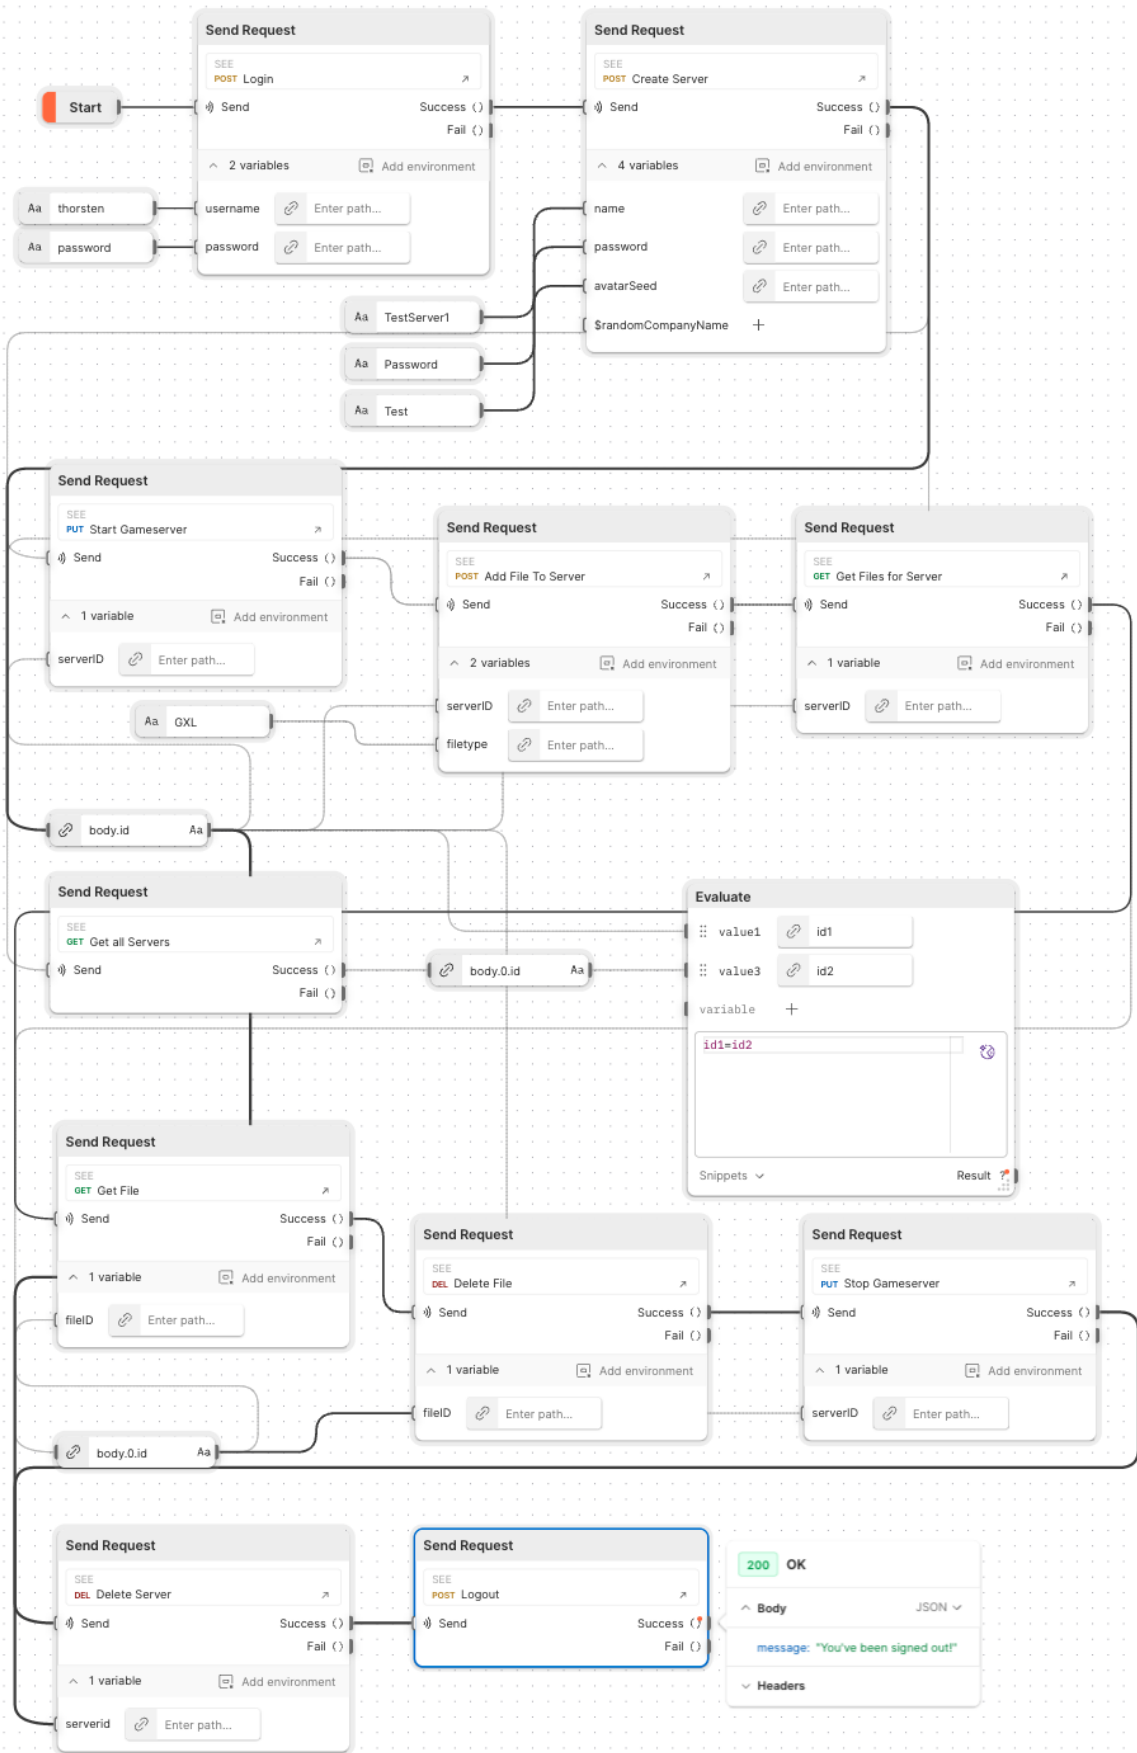 Send Request
SEE
POST Login
Start
Send
Success
Fail
2 variables
Add environment
Aa thorsten
username
Enter path...
Aa password
password
Enter path...
Send Request
SEE
POST Create Server
Send
Success
Fail
4 variables
Add environment
name
Enter path...
password
Enter path...
avatarSeed
Enter path...
$randomCompanyName +
Aa TestServer1
Aa Password
Aa Test
Send Request
SEE
PUT Start Gameserver
Send
Success ()
Fail ()
1 variable
Add environment
serverID
Enter path...
Send Request
SEE
POST Add File To Server
Send
Success ()
Fail ()
2 variables
Add environment
serverID
Enter path...
filetype
Enter path...
Send Request
SEE
GET Get Files for Server
Send
Success ()
Fail ()
1 variable
Add environment
serverID
Enter path...
Aa GXL
body.id Aa
Send Request
SEE
GET Get all Servers
Send
Success ()
Fail ()
body.0.id Aa
Evaluate
value1 id1
value3 id2
variable +
id1=id2
Snippets
Result ?
Send Request
SEE
GET Get File
Send
Success ()
Fail ()
1 variable
Add environment
fileID
Enter path...
Send Request
SEE
DEL Delete File
Send
Success ()
Fail ()
1 variable
Add environment
fileID
Enter path...
Send Request
SEE
PUT Stop Gameserver
Send
Success ()
Fail ()
1 variable
Add environment
serverID
Enter path...
body.0.id Aa
Send Request
SEE
DEL Delete Server
Send
Success ()
Fail ()
1 variable
Add environment
serverid
Enter path...
Send Request
SEE
POST Logout
Send
Success ()
Fail ()
200 OK
Body
JSON
message: "You've been signed out!"
Headers